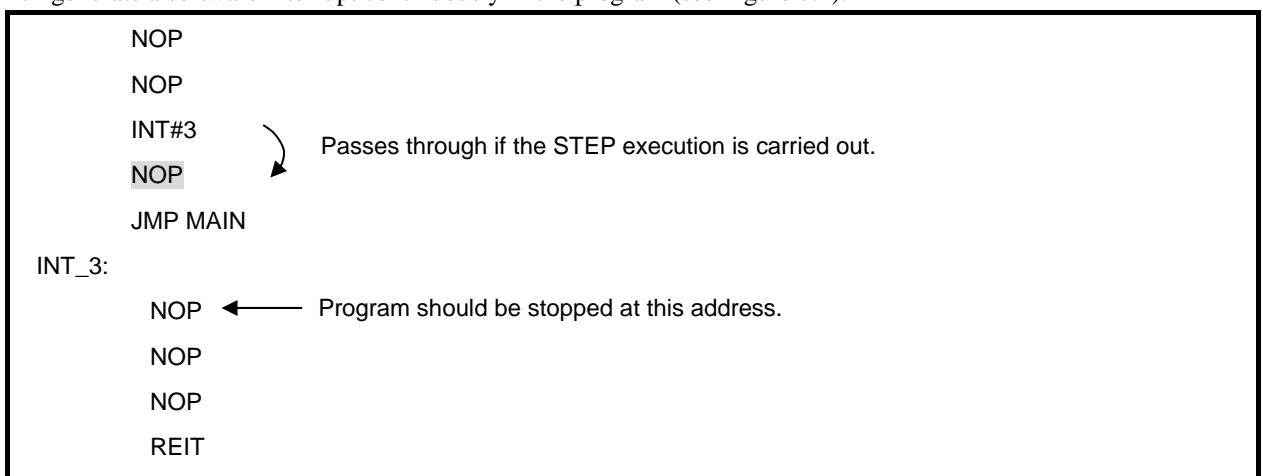 NOP
NOP
INT#3
Passes through if the STEP execution is carried out.
NOP
JMP MAIN
INT_3:
NOP
Program should be stopped at this address.
NOP
NOP
REIT